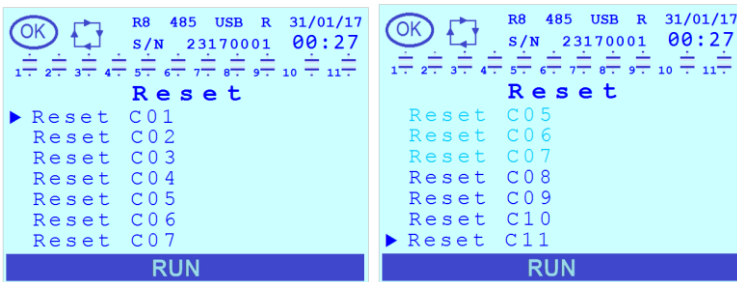 OK R8 485 USB R 31/01/17
S/N 23170001 00:27
1 2 3 4 5 6 7 8 9 10 11
Reset
Reset C01
Reset C02
Reset C03
Reset C04
Reset C05
Reset C06
Reset C07
RUN
OK R8 485 USB R 31/01/17
S/N 23170001 00:27
1 2 3 4 5 6 7 8 9 10 11
Reset
Reset C05
Reset C06
Reset C07
Reset C08
Reset C09
Reset C10
Reset C11
RUN